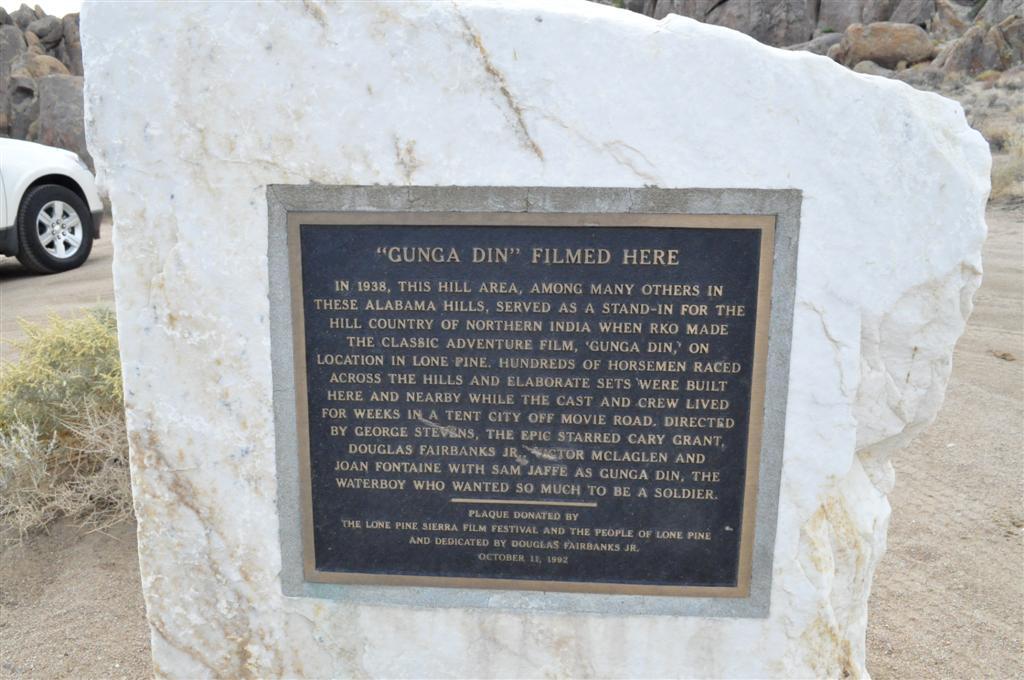 “GUNGA DIN” FILMED HERE
IN 1938, THIS HILL AREA, AMONG MANY OTHERS IN
THESE ALABAMA HILLS, SERVED AS A STAND-IN FOR THE
HILL COUNTRY OF NORTHERN INDIA WHEN RKO MADE
THE CLASSIC ADVENTURE FILM, ‘GUNGA DIN,’ ON
LOCATION IN LONE PINE. HUNDREDS OF HORSEMEN RACED
ACROSS THE HILLS AND ELABORATE SETS WERE BUILT
HERE AND NEARBY WHILE THE CAST AND CREW LIVED
FOR WEEKS IN A TENT CITY OFF MOVIE ROAD. DIRECTED
BY GEORGE STEVENS, THE EPIC STARRED CARY GRANT,
DOUGLAS FAIRBANKS JR., VICTOR MCLAGLEN AND
JOAN FONTAINE WITH SAM JAFFE AS GUNGA DIN, THE
WATERBOY WHO WANTED SO MUCH TO BE A SOLDIER.
PLAQUE DONATED BY
THE LONE PINE SIERRA FILM FESTIVAL AND THE PEOPLE OF LONE PINE
AND DEDICATED BY DOUGLAS FAIRBANKS JR.
OCTOBER 11, 1992